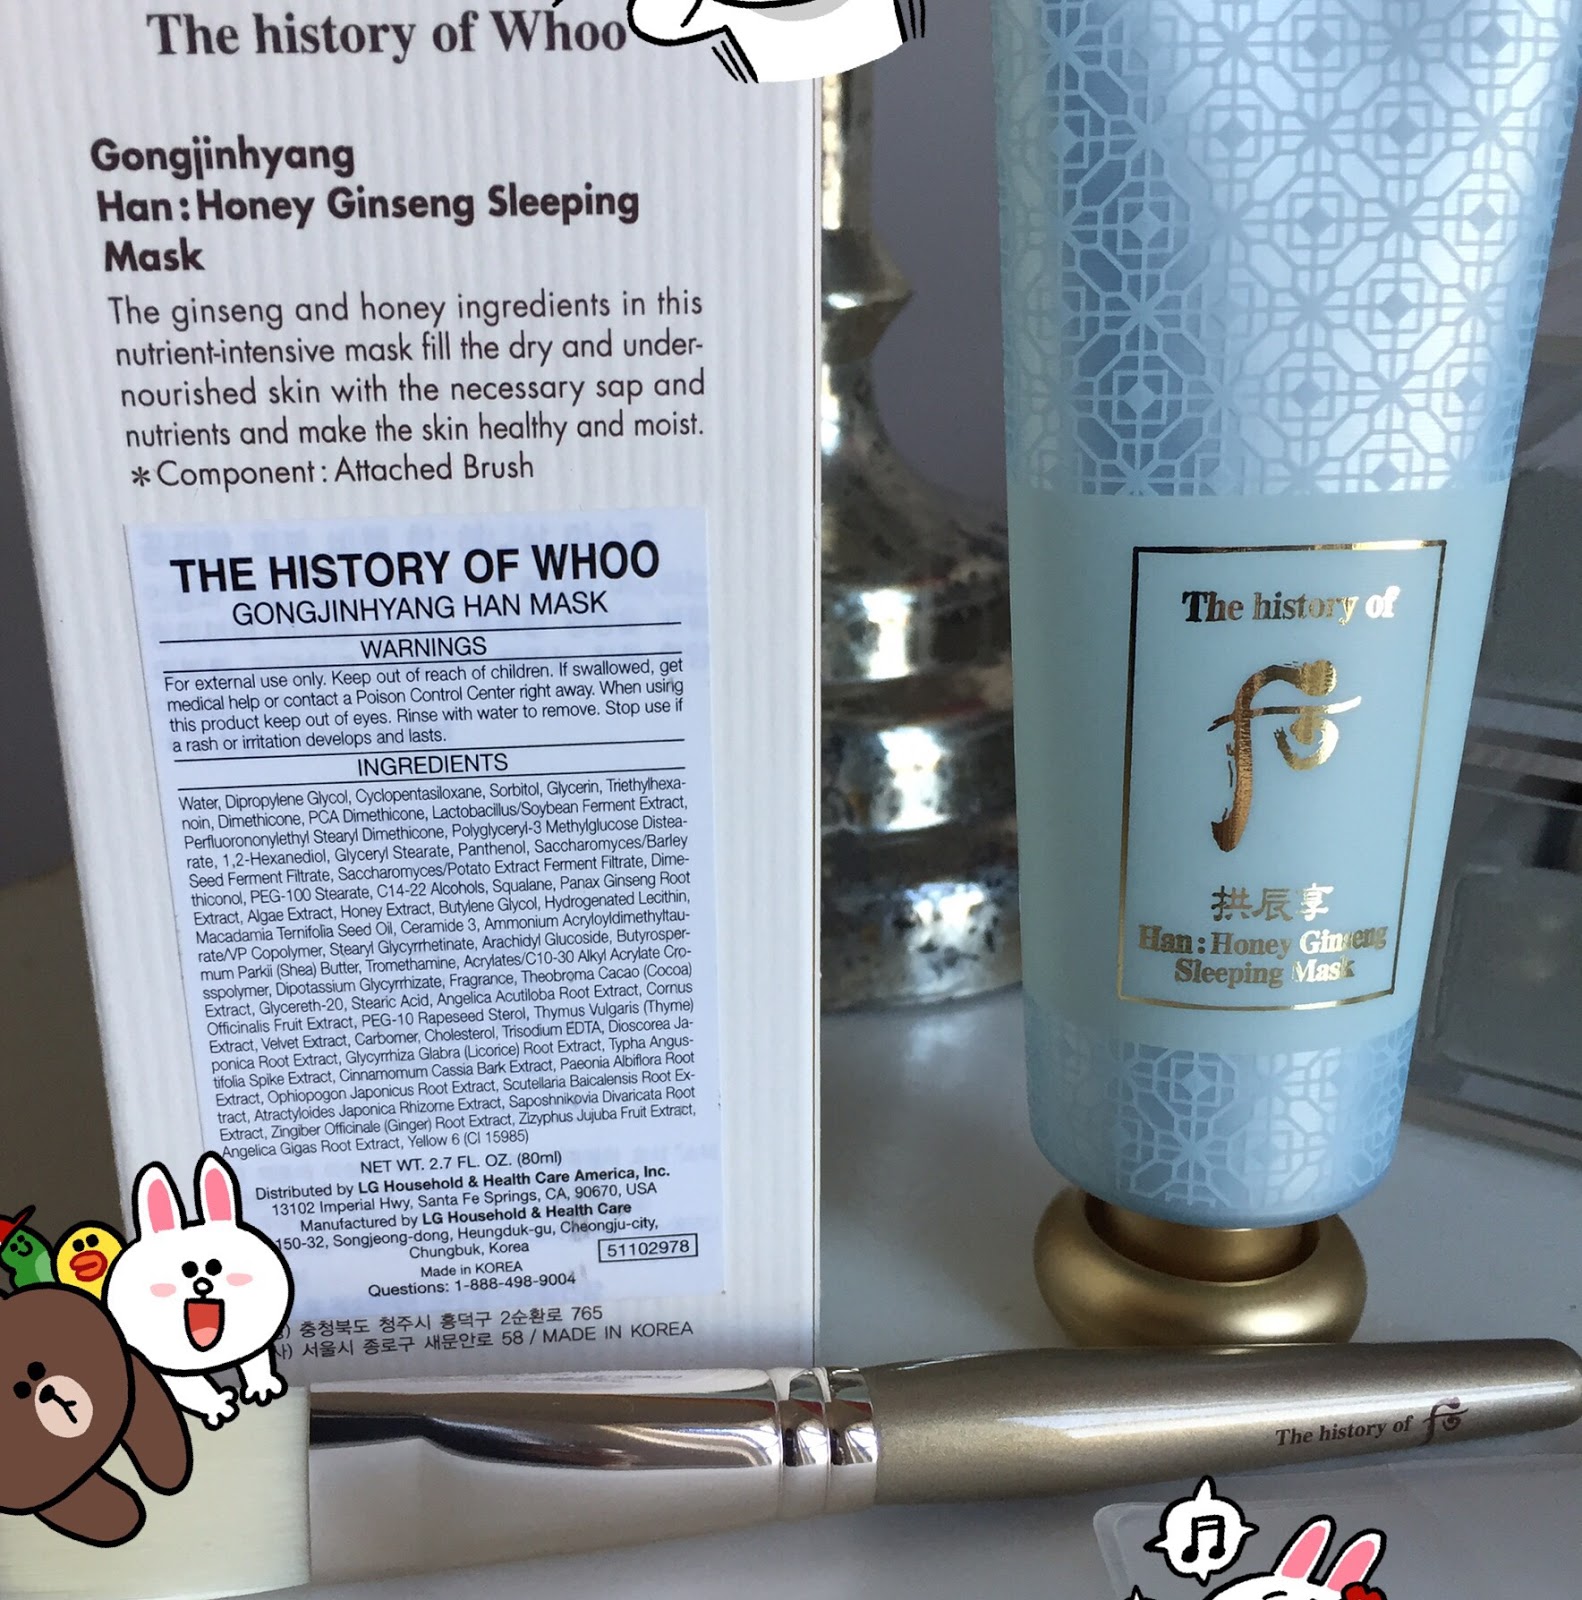 The history of Whoo
Gongjinhyang
Han:Honey Ginseng Sleeping
Mask
The ginseng and honey ingredients in this
nutrient-intensive mask fill the dry and under-
nourished skin with the necessary sap and
nutrients and make the skin healthy and moist.
*Component: Attached Brush
THE HISTORY OF WHOO
GONGJINHYANG HAN MASK
WARNINGS
For external use only. Keep out of reach of children. If swallowed, get
medical help or contact a Poison Control Center right away. When using
this product keep out of eyes. Rinse with water to remove. Stop use if
a rash or irritation develops and lasts.
INGREDIENTS
Water, Dipropylene Glycol, Cyclopentasiloxane, Sorbitol, Glycerin, Triethylhexa-
noin, Dimethicone, PCA Dimethicone, Lactobacillus/Soybean Ferment Extract,
Perfluorononylethyl Stearyl Dimethicone, Polyglyceryl-3 Methylglucose Distea-
rate, 1,2-Hexanediol, Glyceryl Stearate, Panthenol, Saccharomyces/Barley
Seed Ferment Filtrate, Saccharomyces/Potato Extract Ferment Filtrate, Dime-
thiconol, PEG-100 Stearate, C14-22 Alcohols, Squalane, Panax Ginseng Root
Extract, Algae Extract, Honey Extract, Butylene Glycol, Hydrogenated Lecithin,
Macadamia Ternifolia Seed Oil, Ceramide 3, Ammonium Acryloyldimethyltau-
rate/VP Copolymer, Stearyl Glycyrrhetinate, Arachidyl Glucoside, Butyrosper-
mum Parkii (Shea) Butter, Tromethamine, Acrylates/C10-30 Alkyl Acrylate Cro-
sspolymer, Dipotassium Glycyrrhizate, Fragrance, Theobroma Cacao (Cocoa)
Extract, Glycereth-20, Stearic Acid, Angelica Acutiloba Root Extract, Cornus
Officinalis Fruit Extract, PEG-10 Rapeseed Sterol, Thymus Vulgaris (Thyme)
Extract, Velvet Extract, Carbomer, Cholesterol, Trisodium EDTA, Dioscorea Ja-
ponica Root Extract, Glycyrrhiza Glabra (Licorice) Root Extract, Typha Angus-
tifolia Spike Extract, Cinnamomum Cassia Bark Extract, Paeonia Albiflora Root
Extract, Ophiopogon Japonicus Root Extract, Scutellaria Baicalensis Root Ex-
tract, Atractyloides Japonica Rhizome Extract, Saposhnikovia Divaricata Root
Extract, Zingiber Officinale (Ginger) Root Extract, Zizyphus Jujuba Fruit Extract,
Angelica Gigas Root Extract, Yellow 6 (CI 15985)
NET WT. 2.7 FL. OZ. (80ml)
Distributed by LG Household & Health Care America, Inc.
13102 Imperial Hwy, Santa Fe Springs, CA, 90670, USA
Manufactured by LG Household & Health Care
150-32, Songjeong-dong, Heungduk-gu, Cheongju-city,
Chungbuk, Korea
51102978
Made in KOREA
Questions: 1-888-498-9004
충청북도 청주시 흥덕구 2순환로 765
서울시 종로구 새문안로 58 / MADE IN KOREA
The history of
后
拱辰享
Han:Honey Ginseng
Sleeping Mask
The history of 后